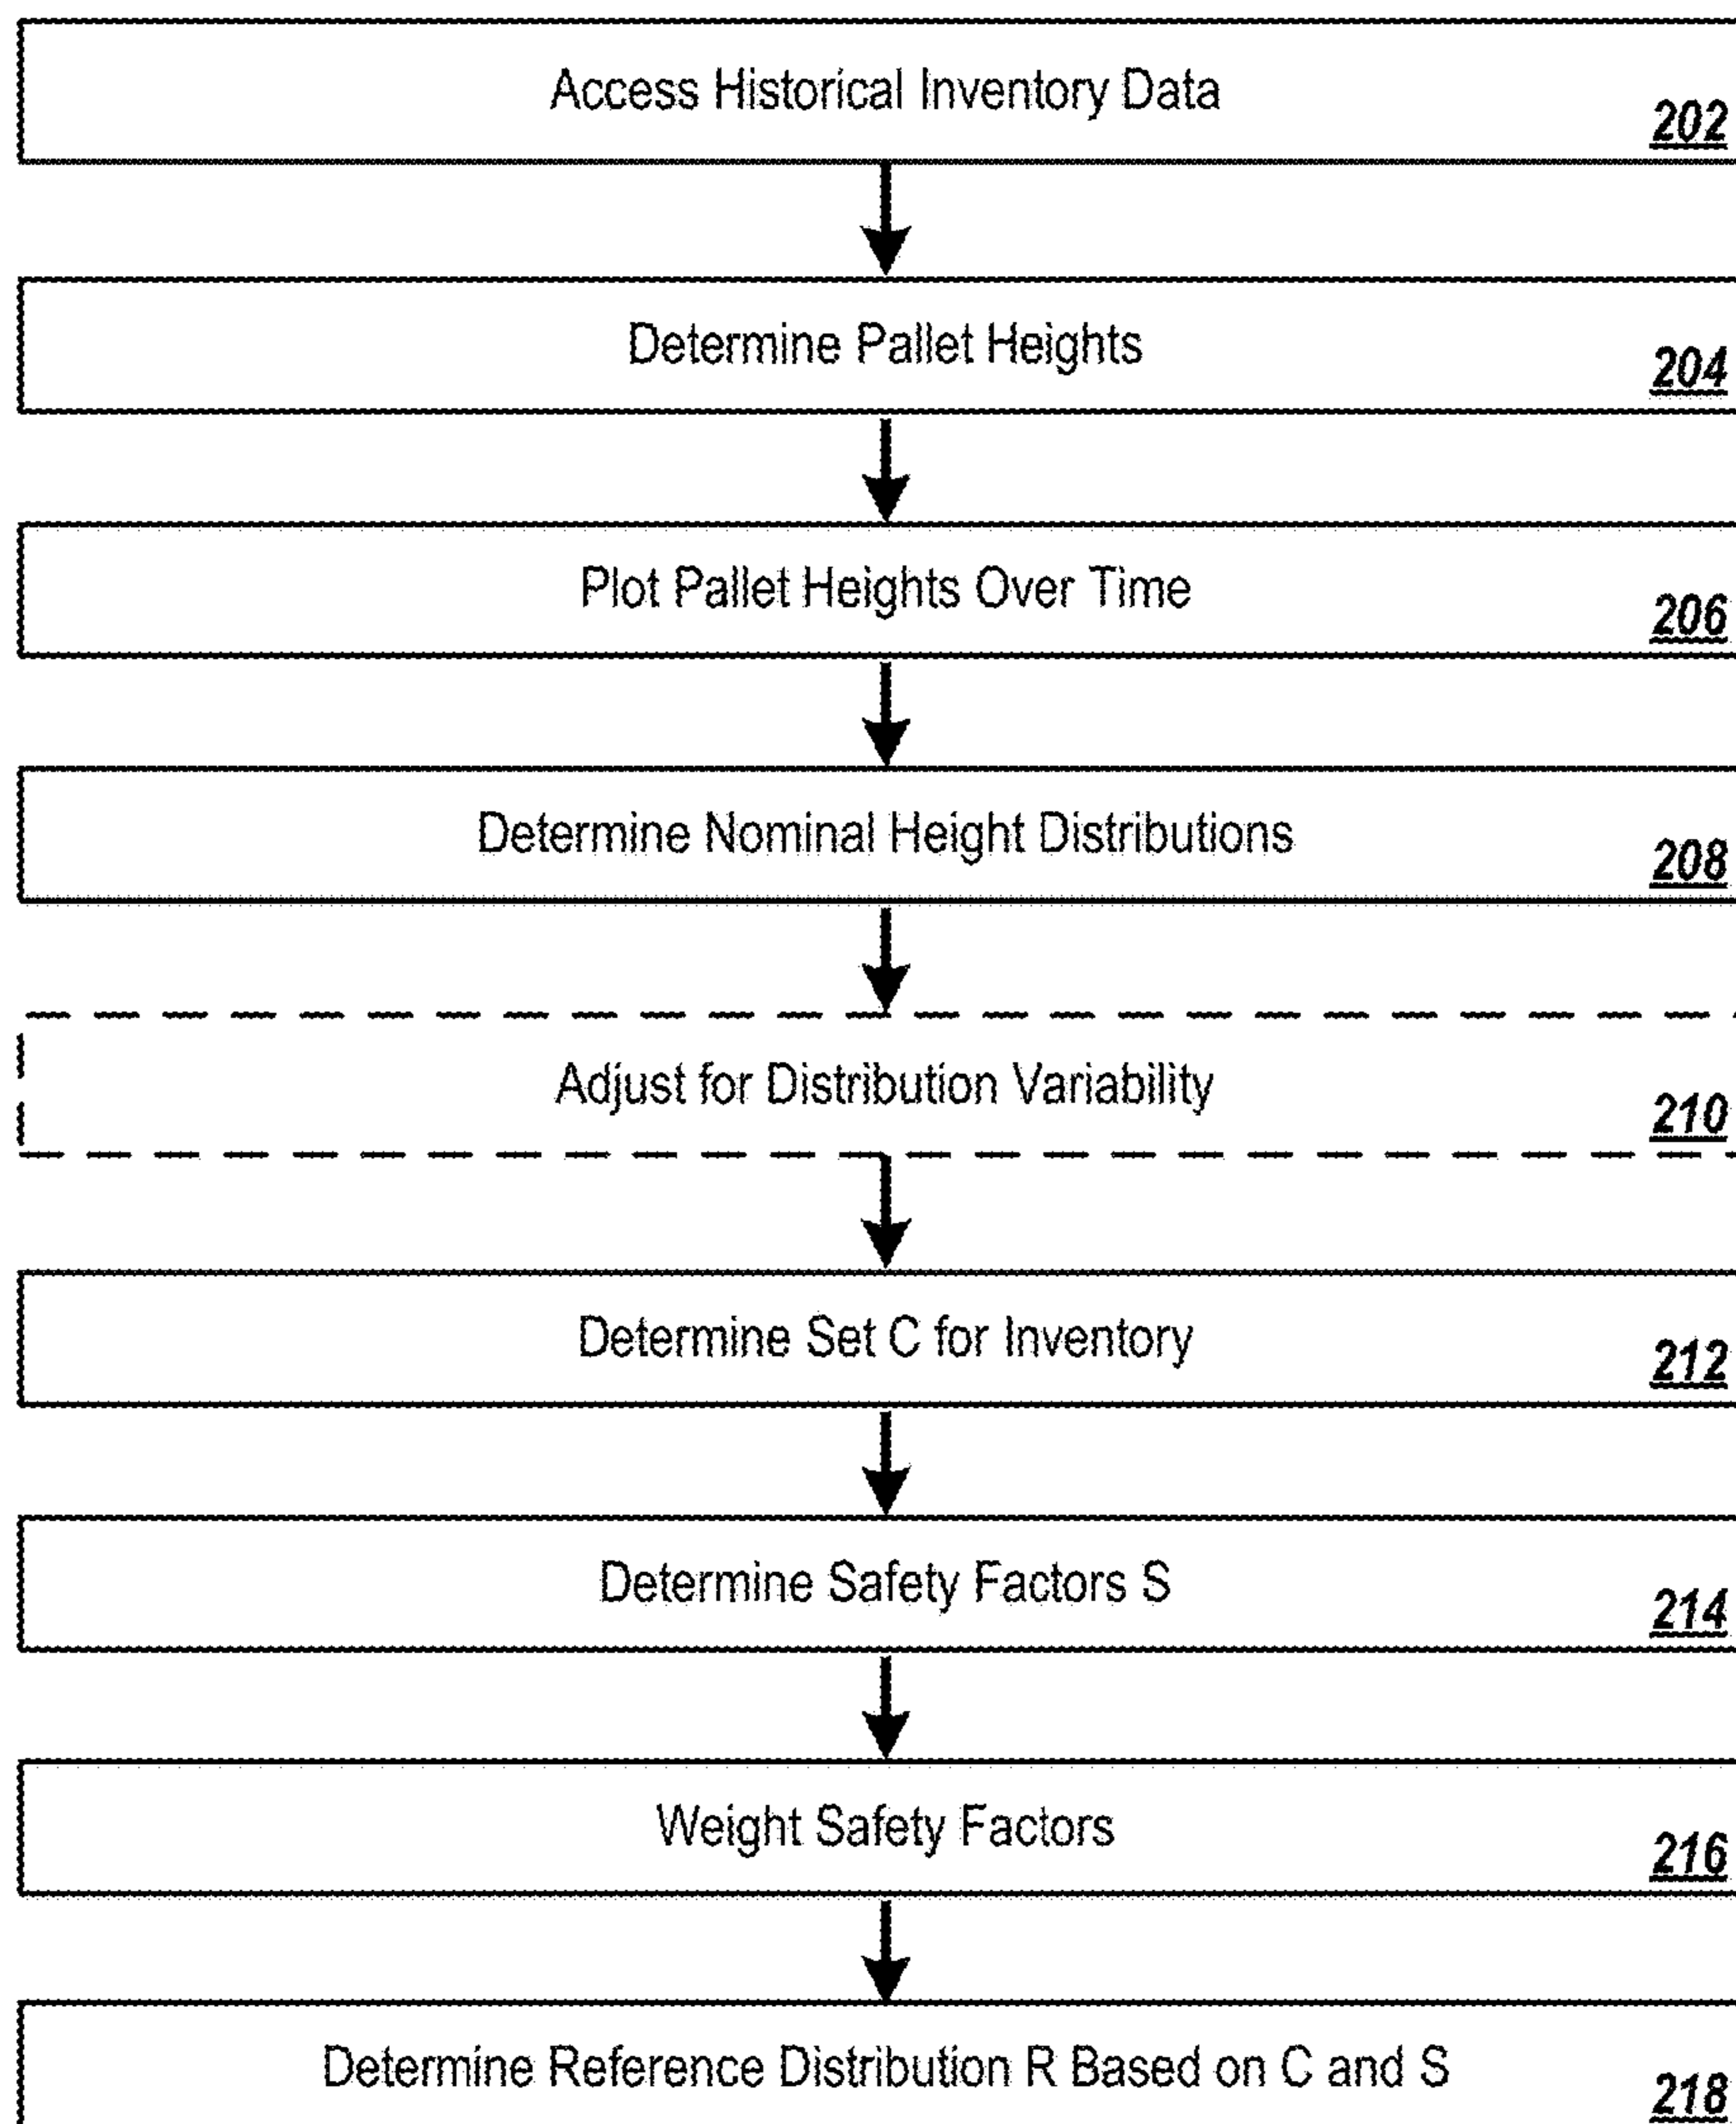 Access Historical Inventory Data
202
Determine Pallet Heights
204
Plot Pallet Heights Over Time
206
Determine Nominal Height Distributions
208
Adjust for Distribution Variability
210
Determine Set C for Inventory
212
Determine Safety Factors S
214
Weight Safety Factors
216
Determine Reference Distribution R Based on C and S
218